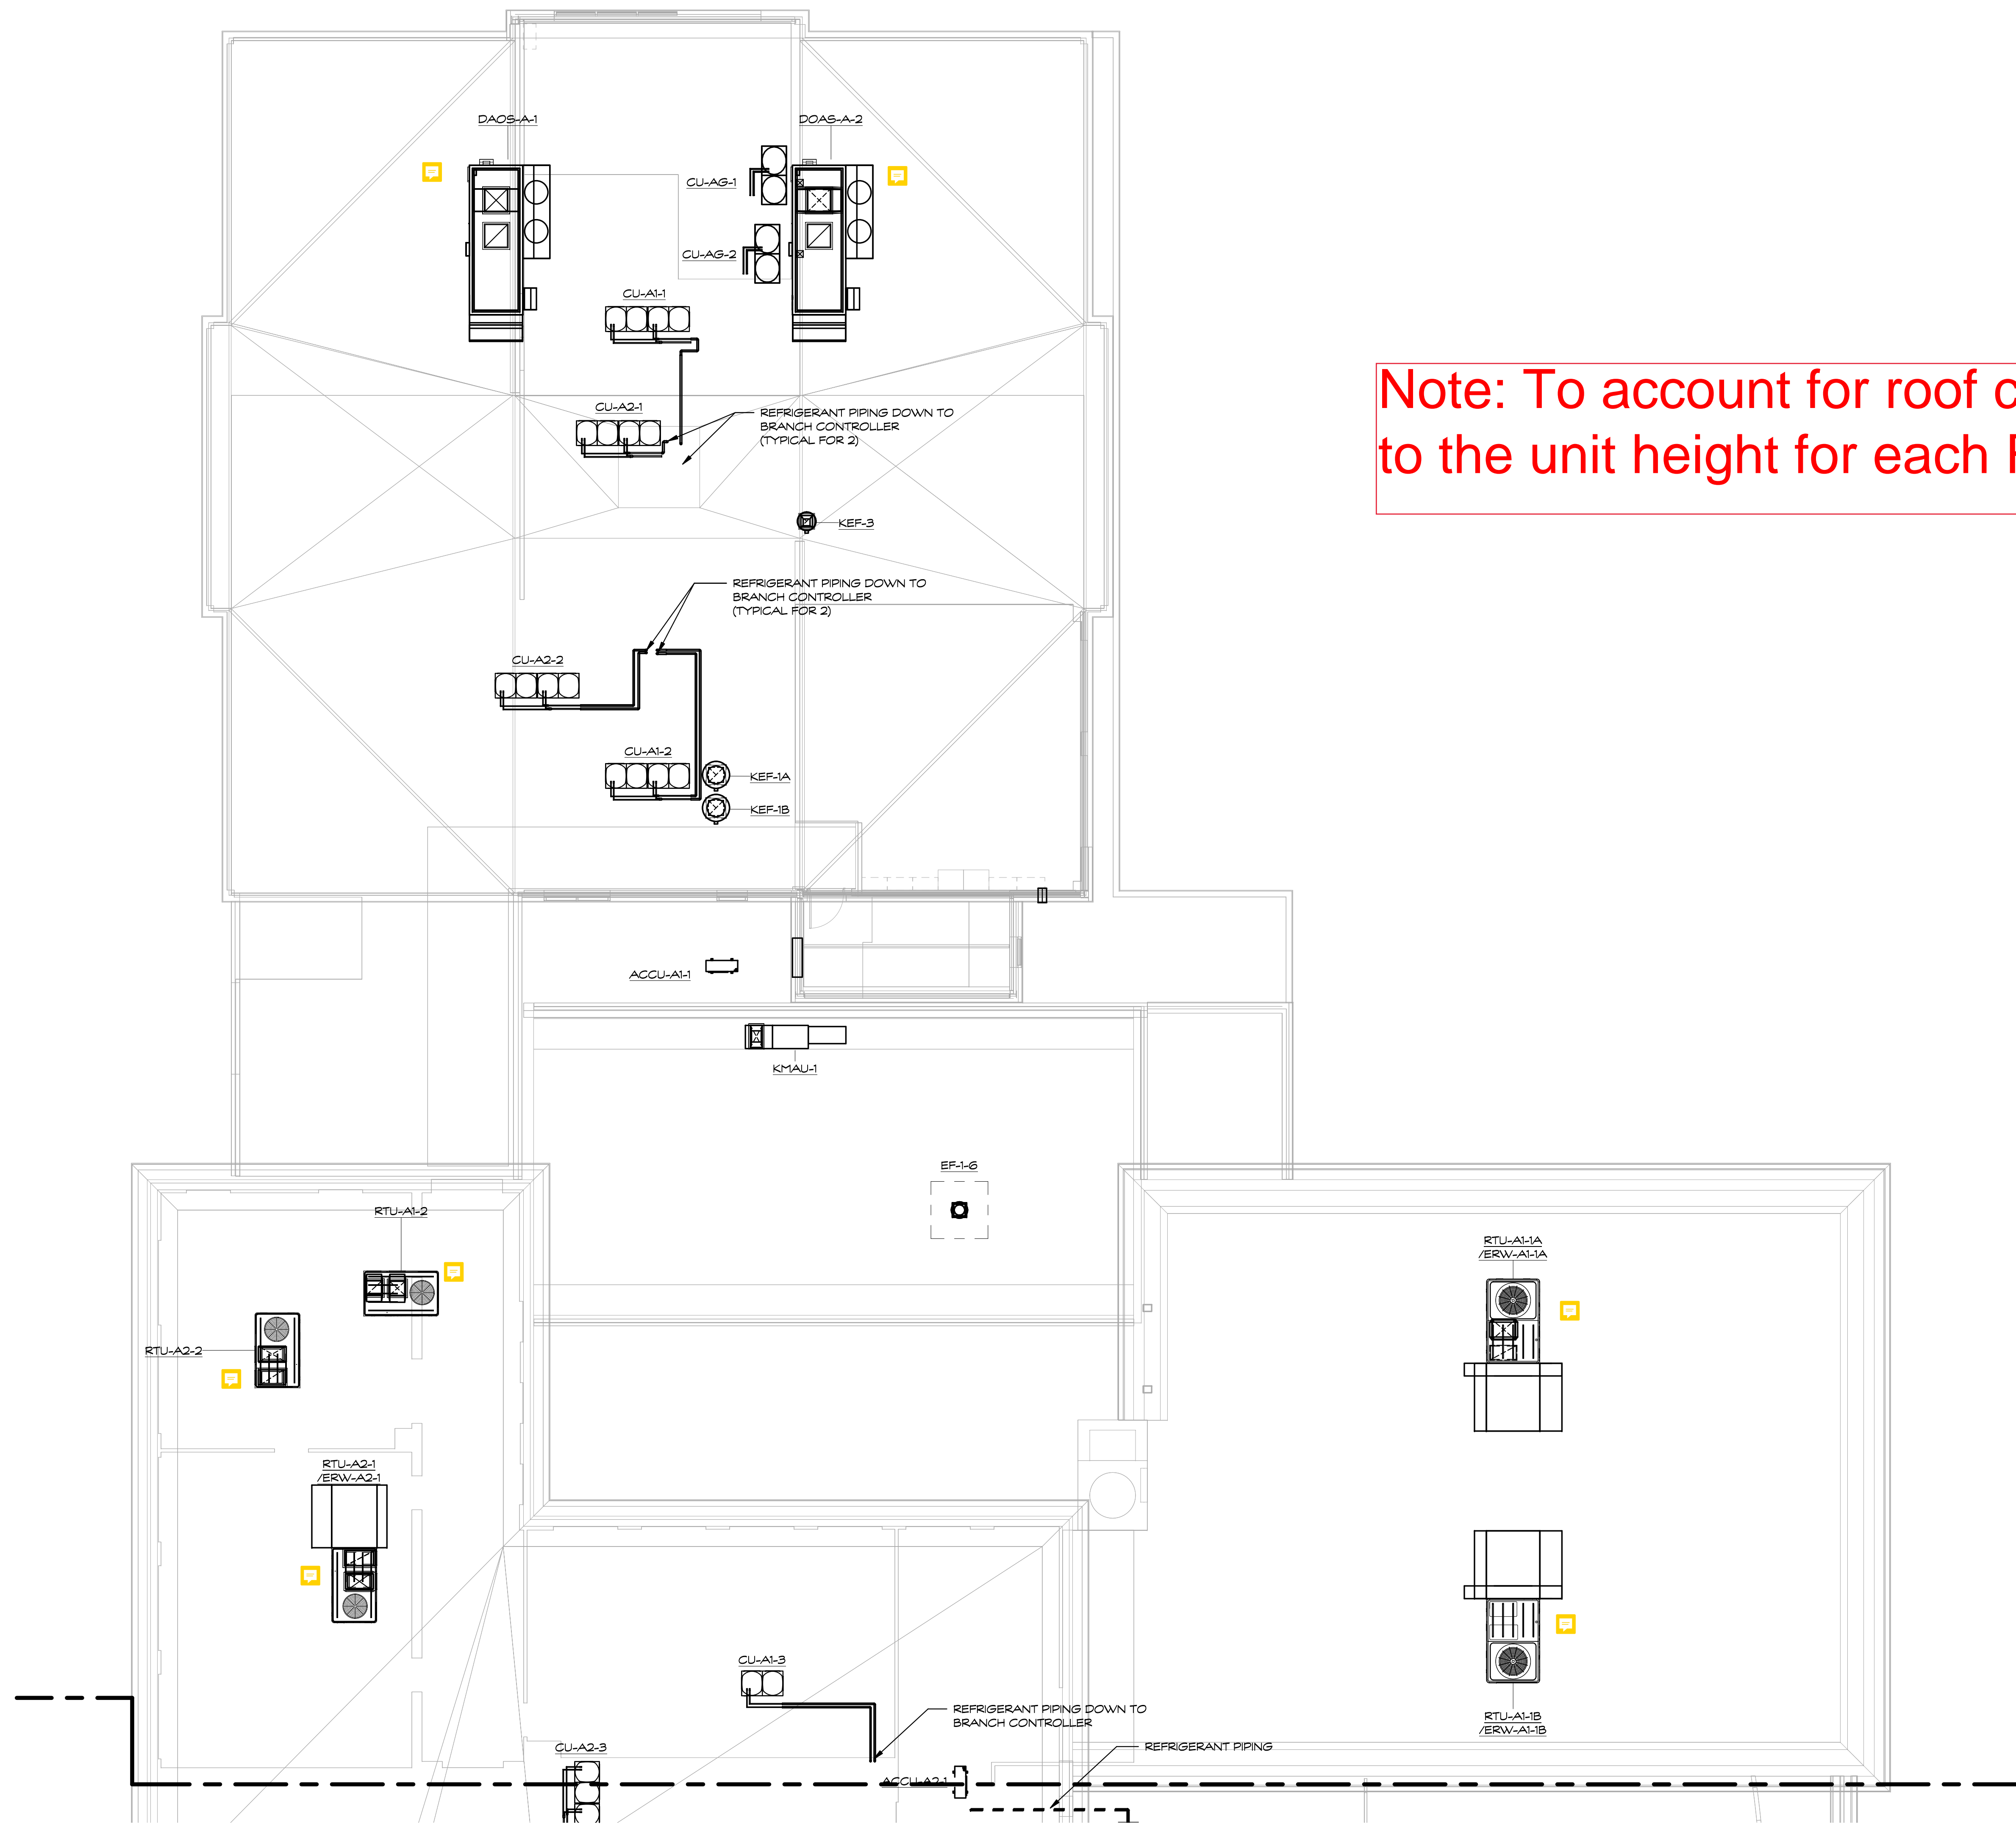 DAOS-A-1
DOAS-A-2
CU-AG-1
CU-AG-2
CU-A1-1
CU-A2-1
REFRIGERANT PIPING DOWN TO
BRANCH CONTROLLER
(TYPICAL FOR 2)
Note: To account for roof c
to the unit height for each
KEF-3
REFRIGERANT PIPING DOWN TO
BRANCH CONTROLLER
(TYPICAL FOR 2)
CU-A2-2
CU-A1-2
KEF-1A
KEF-1B
ACCU-A1-1
KMAU-1
EF-1-6
RTU-A1-2
RTU-A1-1A
/ERW-A1-1A
RTU-A2-2
RTU-A2-1
/ERW-A2-1
CU-A1-3
REFRIGERANT PIPING DOWN TO
BRANCH CONTROLLER
RTU-A1-1B
/ERW-A1-1B
CU-A2-3
REFRIGERANT PIPING
ACCU-A2-1